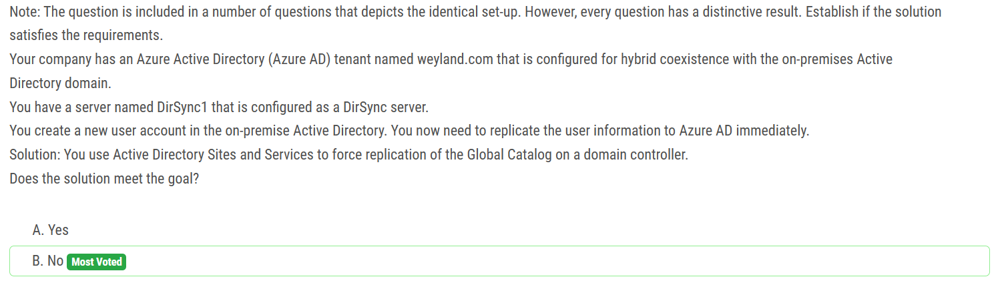 Note: The question is included in a number of questions that depicts the identical set-up. However, every question has a distinctive result. Establish if the solution
satisfies the requirements.
Your company has an Azure Active Directory (Azure AD) tenant named weyland.com that is configured for hybrid coexistence with the on-premises Active
Directory domain.
You have a server named DirSync1 that is configured as a DirSync server.
You create a new user account in the on-premise Active Directory. You now need to replicate the user information to Azure AD immediately.
Solution: You use Active Directory Sites and Services to force replication of the Global Catalog on a domain controller.
Does the solution meet the goal?
A. Yes
B. No Most Voted